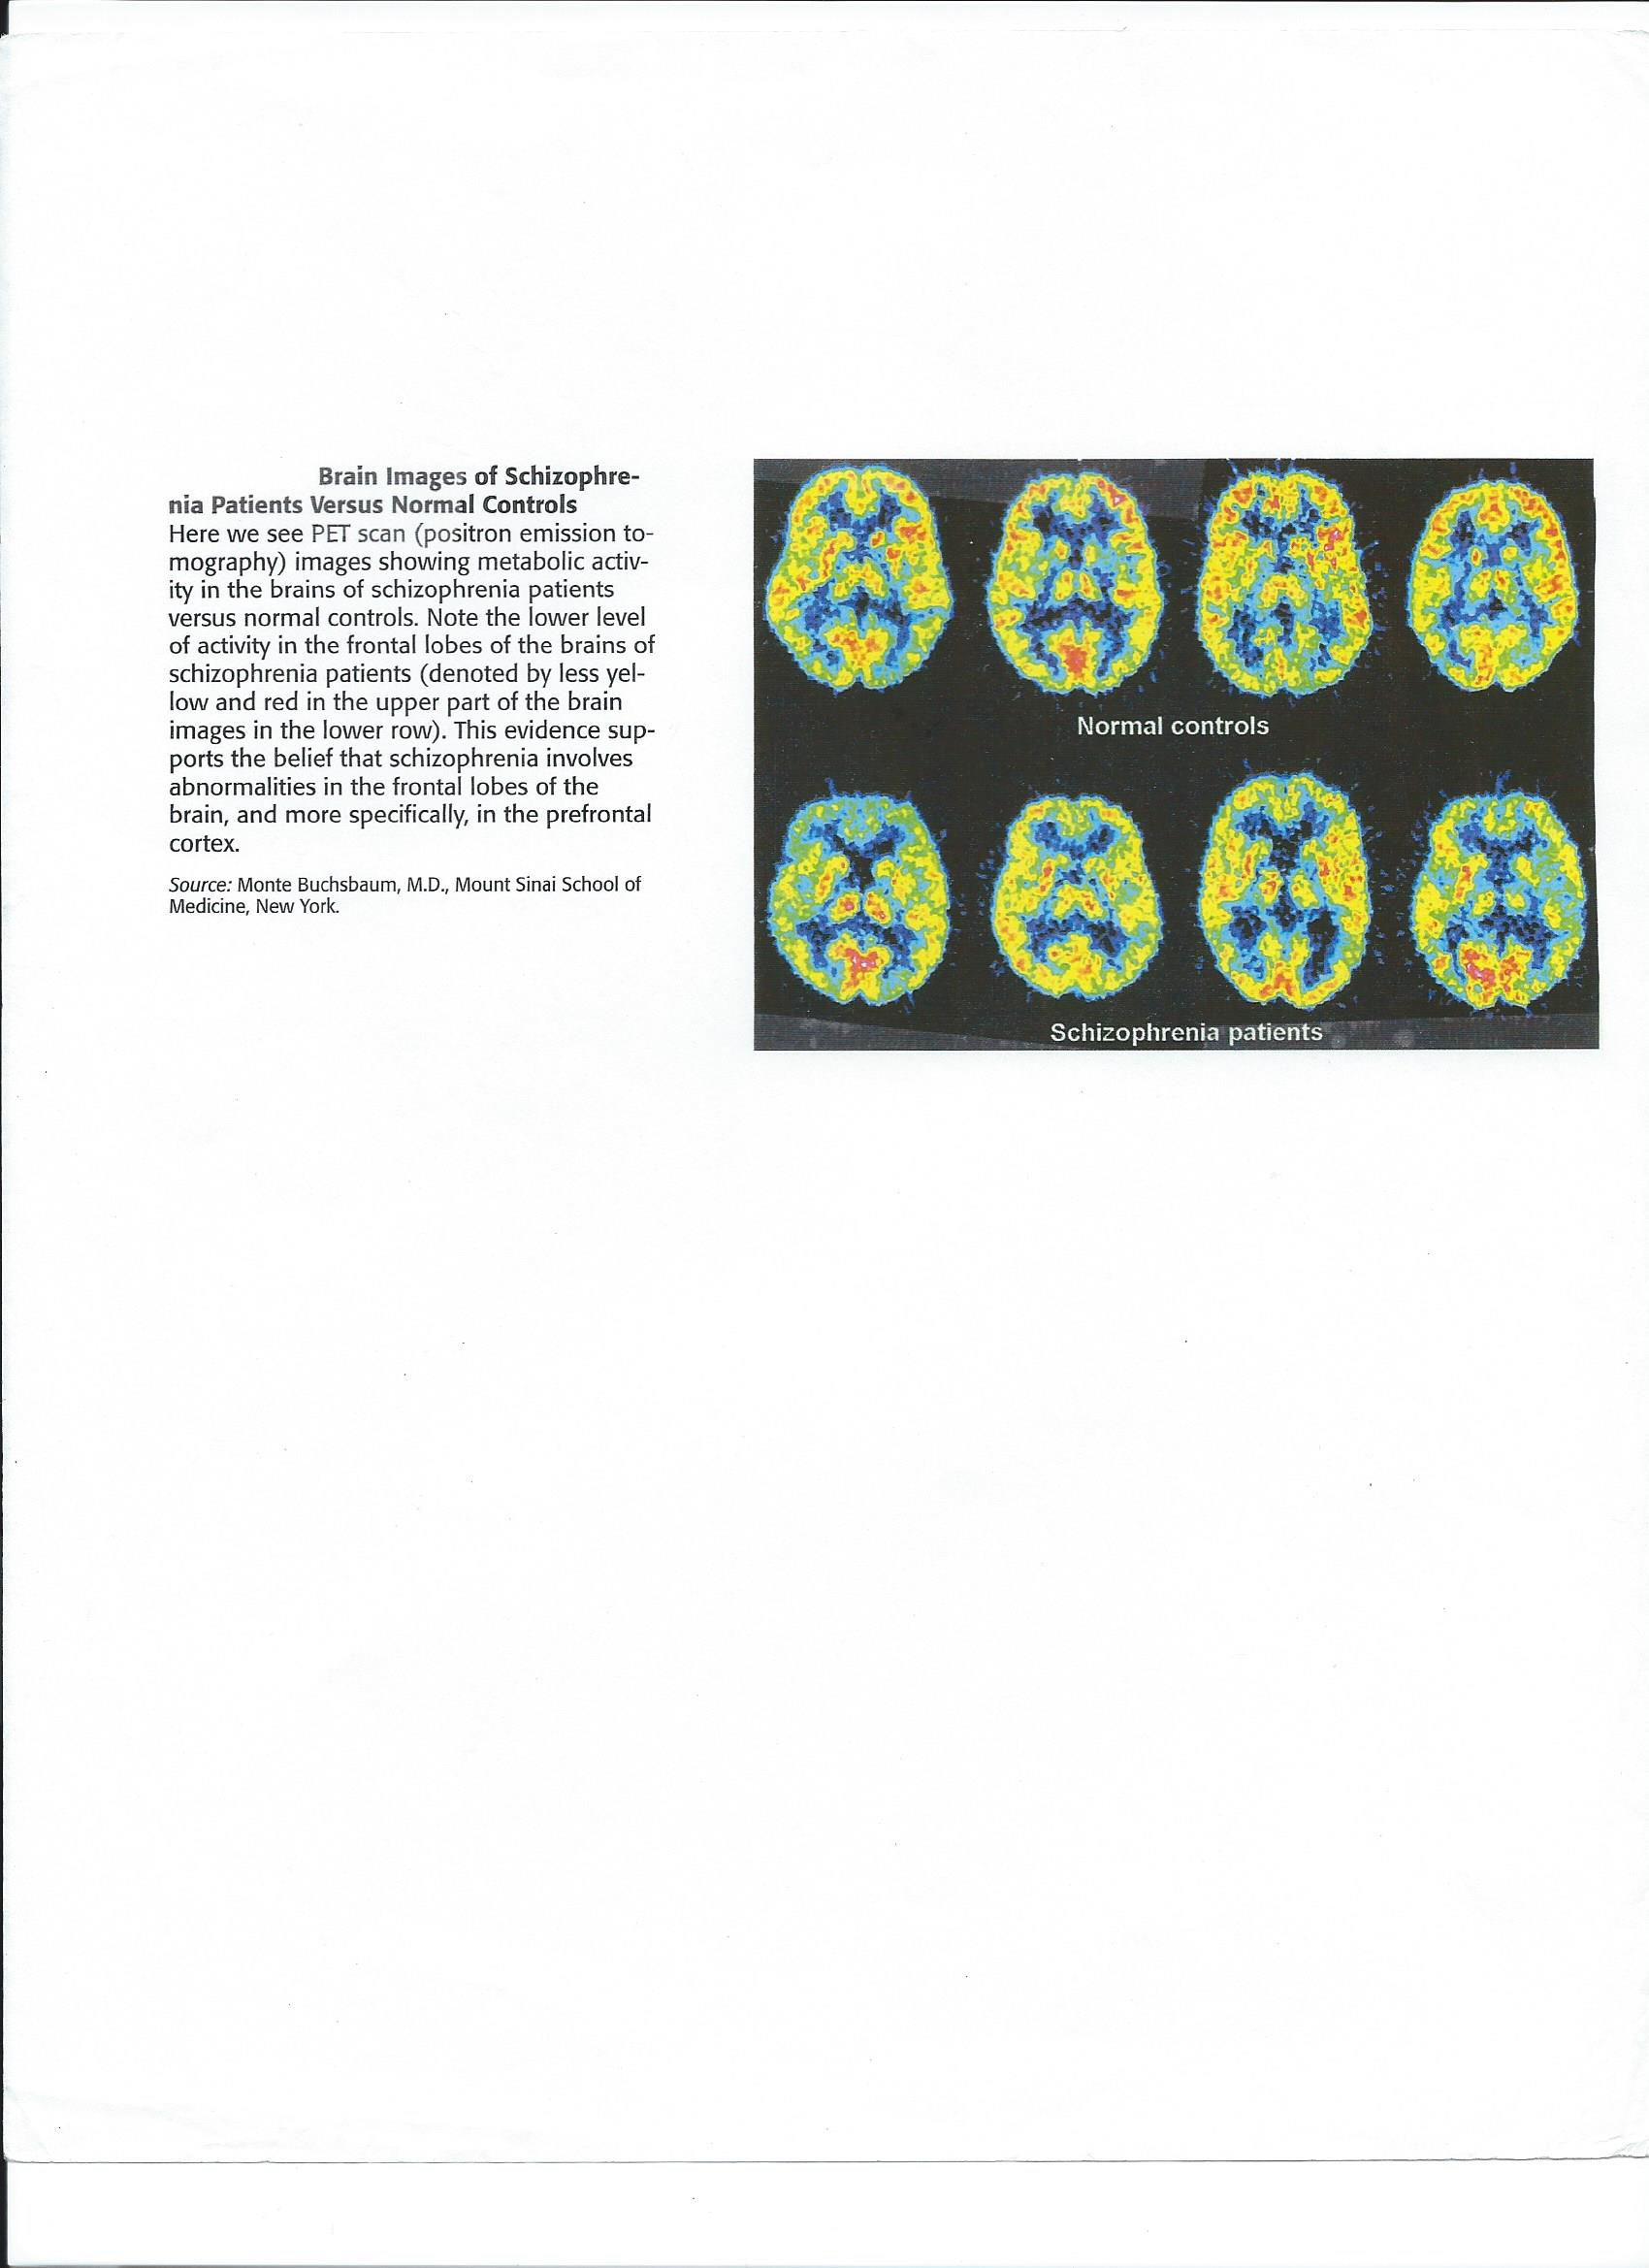 Brain Images of Schizophre-
nia Patients Versus Normal Controls
Here we see PET scan (positron emission to-
mography) images showing metabolic activ-
ity in the brains of schizophrenia patients
versus normal controls. Note the lower level
of activity in the frontal lobes of the brains of
schizophrenia patients (denoted by less yel-
low and red in the upper part of the brain
images in the lower row). This evidence sup-
ports the belief that schizophrenia involves
abnormalities in the frontal lobes of the
brain, and more specifically, in the prefrontal
cortex.
Source: Monte Buchsbaum, M.D., Mount Sinai School of
Medicine, New York.
Normal controls
Schizophrenia patients